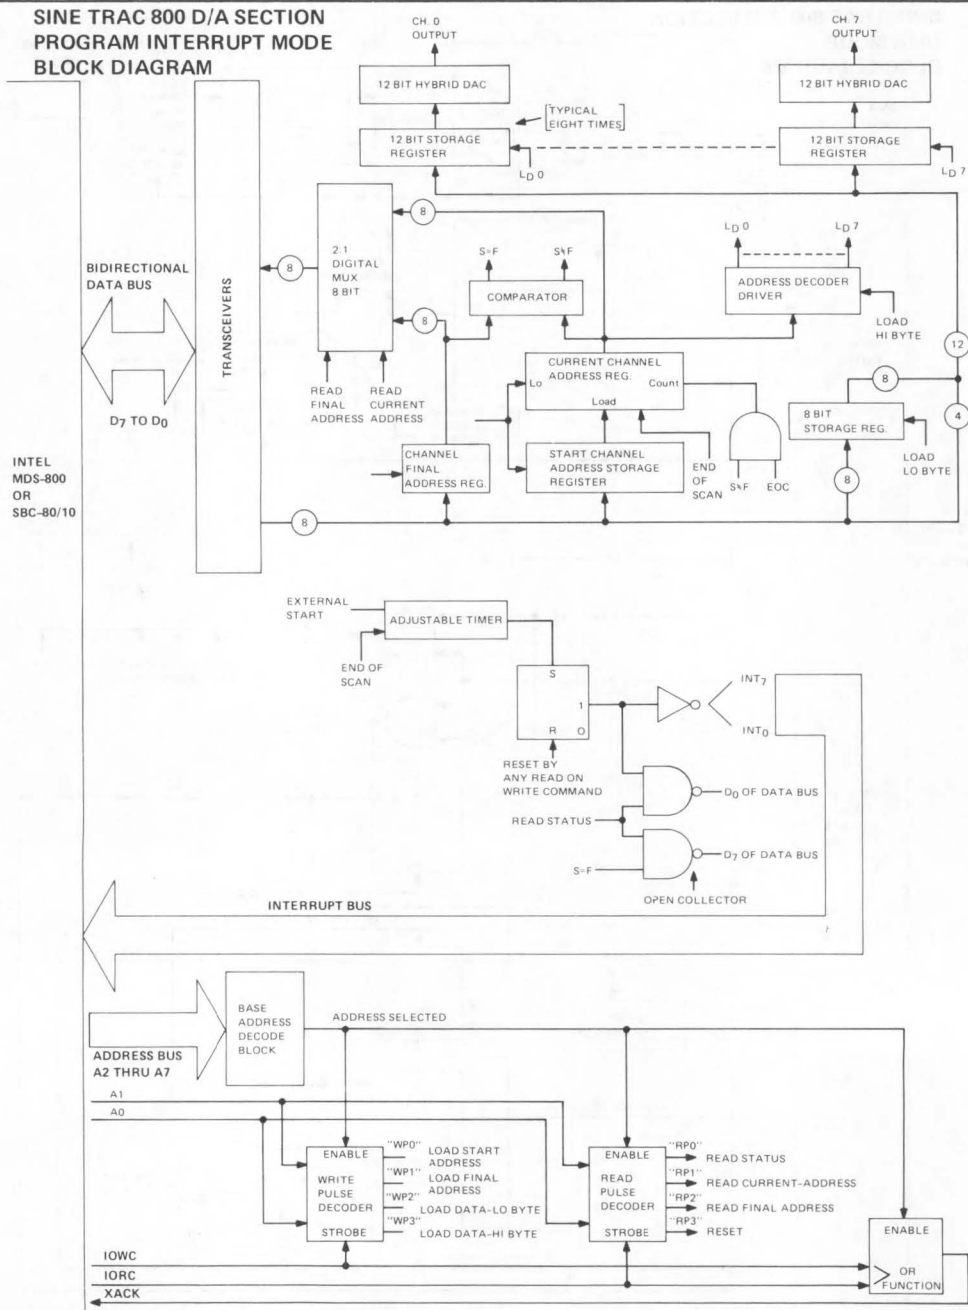 SINE TRAC 800 D/A SECTION
PROGRAM INTERRUPT MODE
BLOCK DIAGRAM
CH. 0
OUTPUT
CH. 7
OUTPUT
12 BIT HYBRID DAC
12 BIT HYBRID DAC
[TYPICAL
EIGHT TIMES]
12 BIT STORAGE
REGISTER
12 BIT STORAGE
REGISTER
LD 0
LD 7
8
2:1
DIGITAL
MUX
8 BIT
S=F
S≠F
LD 0
LD 7
8
COMPARATOR
ADDRESS DECODER
DRIVER
BIDIRECTIONAL
DATA BUS
TRANSCEIVERS
8
LOAD
HI BYTE
12
CURRENT CHANNEL
ADDRESS REG.
Lo
Count
Load
READ
FINAL
ADDRESS
READ
CURRENT
ADDRESS
8
D7 TO D0
8 BIT
STORAGE REG.
4
CHANNEL
FINAL
ADDRESS REG.
START CHANNEL
ADDRESS STORAGE
REGISTER
END
OF
SCAN
S≠F
EOC
LOAD
LO BYTE
8
INTEL
MDS-800
OR
SBC-80/10
8
EXTERNAL
START
ADJUSTABLE TIMER
END OF
SCAN
S
1
R
O
INT7
INT0
RESET BY
ANY READ ON
WRITE COMMAND
D0 OF DATA BUS
READ STATUS
D7 OF DATA BUS
S=F
OPEN COLLECTOR
INTERRUPT BUS
BASE
ADDRESS
DECODE
BLOCK
ADDRESS SELECTED
ADDRESS BUS
A2 THRU A7
A1
A0
ENABLE
WRITE
PULSE
DECODER
STROBE
"WP0"
LOAD START
ADDRESS
"WP1"
LOAD FINAL
ADDRESS
"WP2"
LOAD DATA-LO BYTE
"WP3"
LOAD DATA-HI BYTE
ENABLE
READ
PULSE
DECODER
STROBE
"RP0"
READ STATUS
"RP1"
READ CURRENT-ADDRESS
"RP2"
READ FINAL ADDRESS
"RP3"
RESET
ENABLE
OR
FUNCTION
IOWC
IORC
XACK